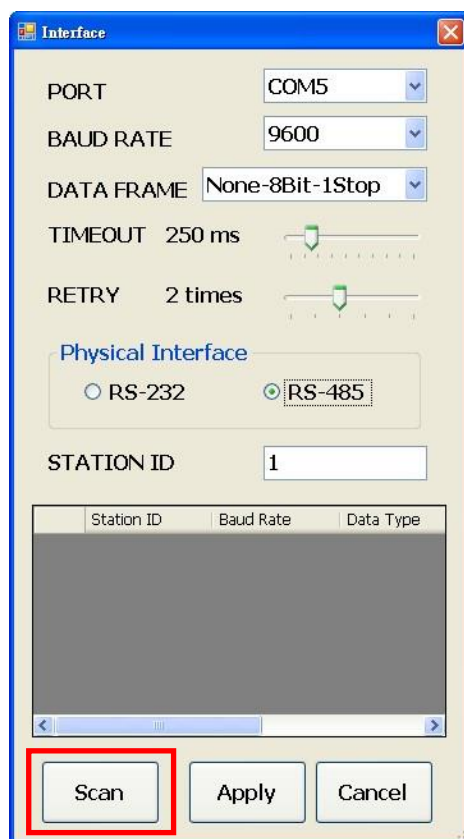 Interface
PORT COM5
BAUD RATE 9600
DATA FRAME None-8Bit-1Stop
TIMEOUT 250 ms
RETRY 2 times
Physical Interface
RS-232 RS-485
STATION ID 1
Station ID Baud Rate Data Type
Scan Apply Cancel